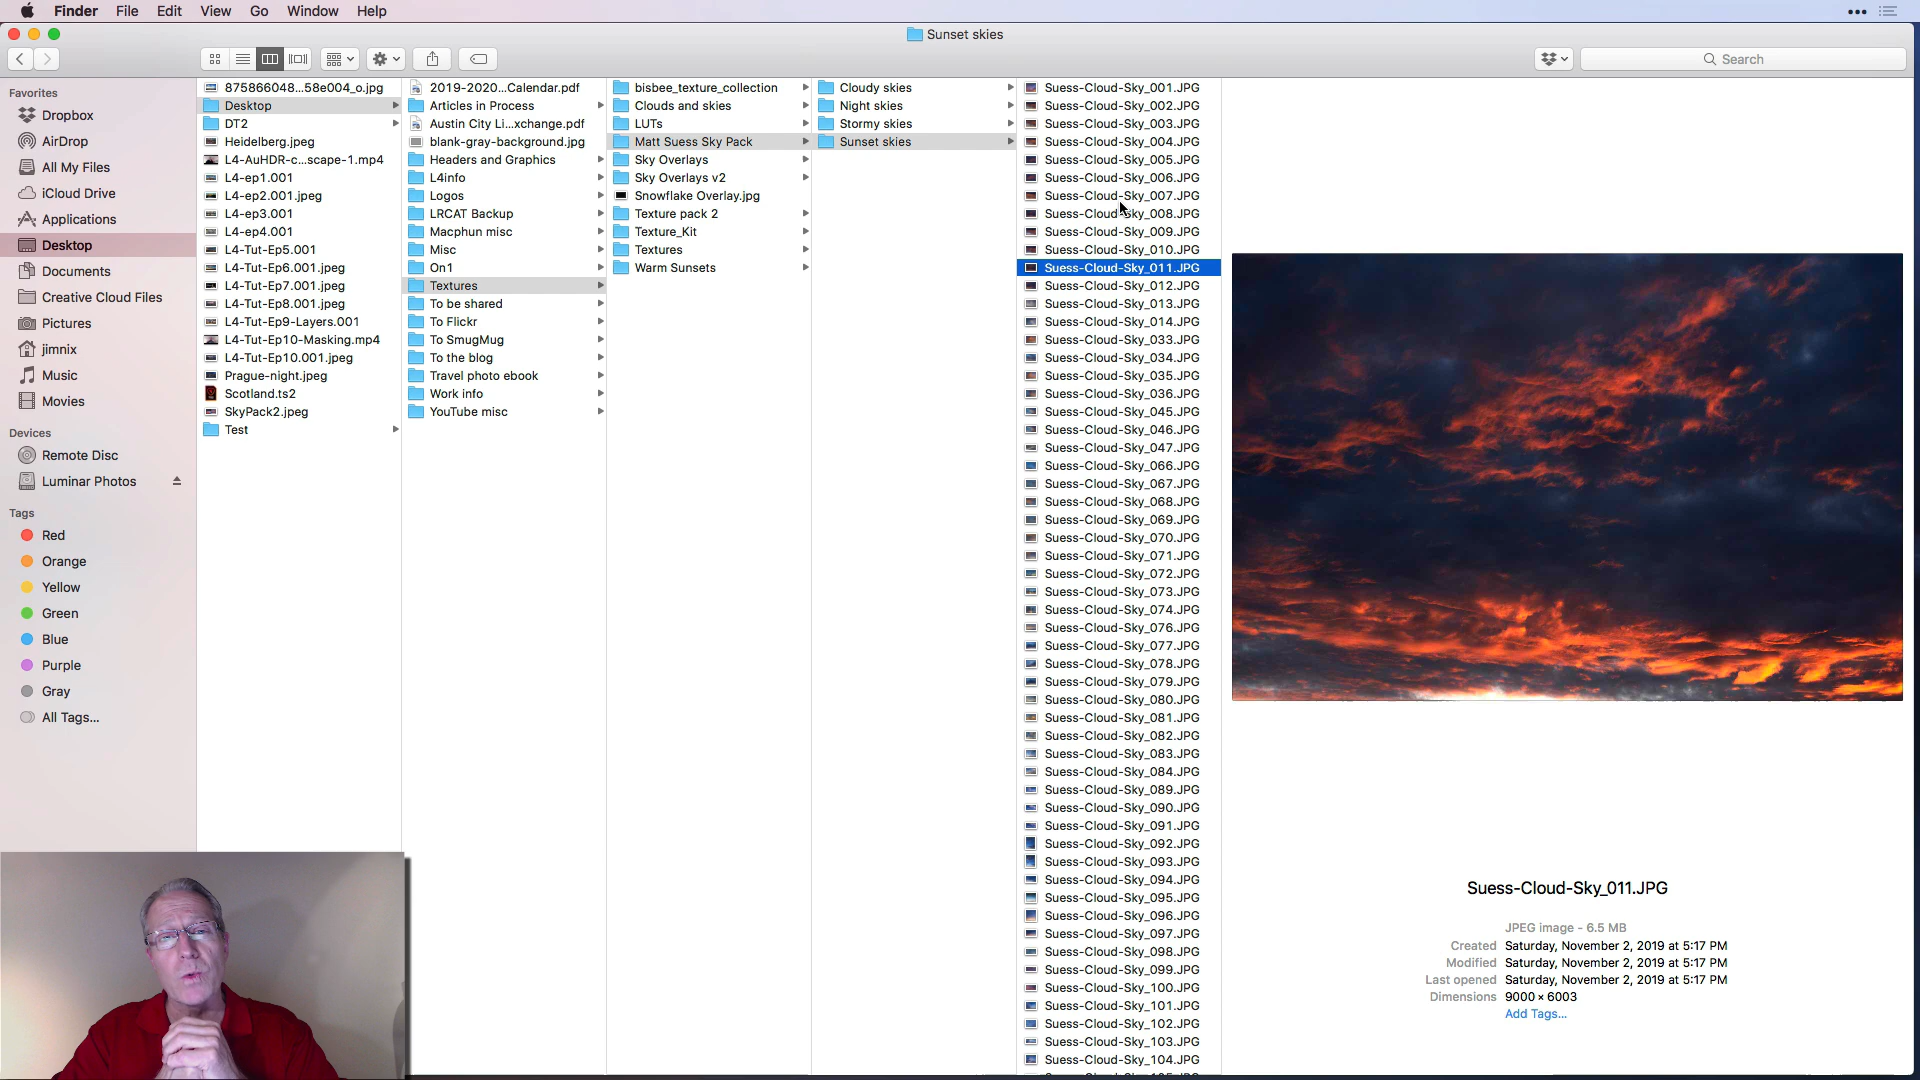 Finder File Edit View Go Window Help
Sunset skies
Search
Favorites
Dropbox
AirDrop
All My Files
iCloud Drive
Applications
Desktop
Documents
Creative Cloud Files
Pictures
jimnix
Music
Movies
Devices
Remote Disc
Luminar Photos
Tags
Red
Orange
Yellow
Green
Blue
Purple
Gray
All Tags...
875866048...58e004_o.jpg
Desktop
DT2
Heidelberg.jpeg
L4-AuHDR-c...scape-1.mp4
L4-ep1.001
L4-ep2.001.jpeg
L4-ep3.001
L4-ep4.001
L4-Tut-Ep5.001
L4-Tut-Ep6.001.jpeg
L4-Tut-Ep7.001.jpeg
L4-Tut-Ep8.001.jpeg
L4-Tut-Ep9-Layers.001
L4-Tut-Ep10-Masking.mp4
L4-Tut-Ep10.001.jpeg
Prague-night.jpeg
Scotland.ts2
SkyPack2.jpeg
Test
2019-2020...Calendar.pdf
Articles in Process
Austin City Li...xchange.pdf
blank-gray-background.jpg
Headers and Graphics
L4info
Logos
LRCAT Backup
Macphun misc
Misc
On1
Textures
To be shared
To Flickr
To SmugMug
To the blog
Travel photo ebook
Work info
YouTube misc
bisbee_texture_collection
Clouds and skies
LUTs
Matt Suess Sky Pack
Sky Overlays
Sky Overlays v2
Snowflake Overlay.jpg
Texture pack 2
Texture_Kit
Textures
Warm Sunsets
Cloudy skies
Night skies
Stormy skies
Sunset skies
Suess-Cloud-Sky_001.JPG
Suess-Cloud-Sky_002.JPG
Suess-Cloud-Sky_003.JPG
Suess-Cloud-Sky_004.JPG
Suess-Cloud-Sky_005.JPG
Suess-Cloud-Sky_006.JPG
Suess-Cloud-Sky_007.JPG
Suess-Cloud-Sky_008.JPG
Suess-Cloud-Sky_009.JPG
Suess-Cloud-Sky_010.JPG
Suess-Cloud-Sky_011.JPG
Suess-Cloud-Sky_012.JPG
Suess-Cloud-Sky_013.JPG
Suess-Cloud-Sky_014.JPG
Suess-Cloud-Sky_033.JPG
Suess-Cloud-Sky_034.JPG
Suess-Cloud-Sky_035.JPG
Suess-Cloud-Sky_036.JPG
Suess-Cloud-Sky_045.JPG
Suess-Cloud-Sky_046.JPG
Suess-Cloud-Sky_047.JPG
Suess-Cloud-Sky_066.JPG
Suess-Cloud-Sky_067.JPG
Suess-Cloud-Sky_068.JPG
Suess-Cloud-Sky_069.JPG
Suess-Cloud-Sky_070.JPG
Suess-Cloud-Sky_071.JPG
Suess-Cloud-Sky_072.JPG
Suess-Cloud-Sky_073.JPG
Suess-Cloud-Sky_074.JPG
Suess-Cloud-Sky_076.JPG
Suess-Cloud-Sky_077.JPG
Suess-Cloud-Sky_078.JPG
Suess-Cloud-Sky_079.JPG
Suess-Cloud-Sky_080.JPG
Suess-Cloud-Sky_081.JPG
Suess-Cloud-Sky_082.JPG
Suess-Cloud-Sky_083.JPG
Suess-Cloud-Sky_084.JPG
Suess-Cloud-Sky_089.JPG
Suess-Cloud-Sky_090.JPG
Suess-Cloud-Sky_091.JPG
Suess-Cloud-Sky_092.JPG
Suess-Cloud-Sky_093.JPG
Suess-Cloud-Sky_094.JPG
Suess-Cloud-Sky_095.JPG
Suess-Cloud-Sky_096.JPG
Suess-Cloud-Sky_097.JPG
Suess-Cloud-Sky_098.JPG
Suess-Cloud-Sky_099.JPG
Suess-Cloud-Sky_100.JPG
Suess-Cloud-Sky_101.JPG
Suess-Cloud-Sky_102.JPG
Suess-Cloud-Sky_103.JPG
Suess-Cloud-Sky_104.JPG
Suess-Cloud-Sky_011.JPG
JPEG image - 6.5 MB
Created Saturday, November 2, 2019 at 5:17 PM
Modified Saturday, November 2, 2019 at 5:17 PM
Last opened Saturday, November 2, 2019 at 5:17 PM
Dimensions 9000 × 6003
Add Tags...